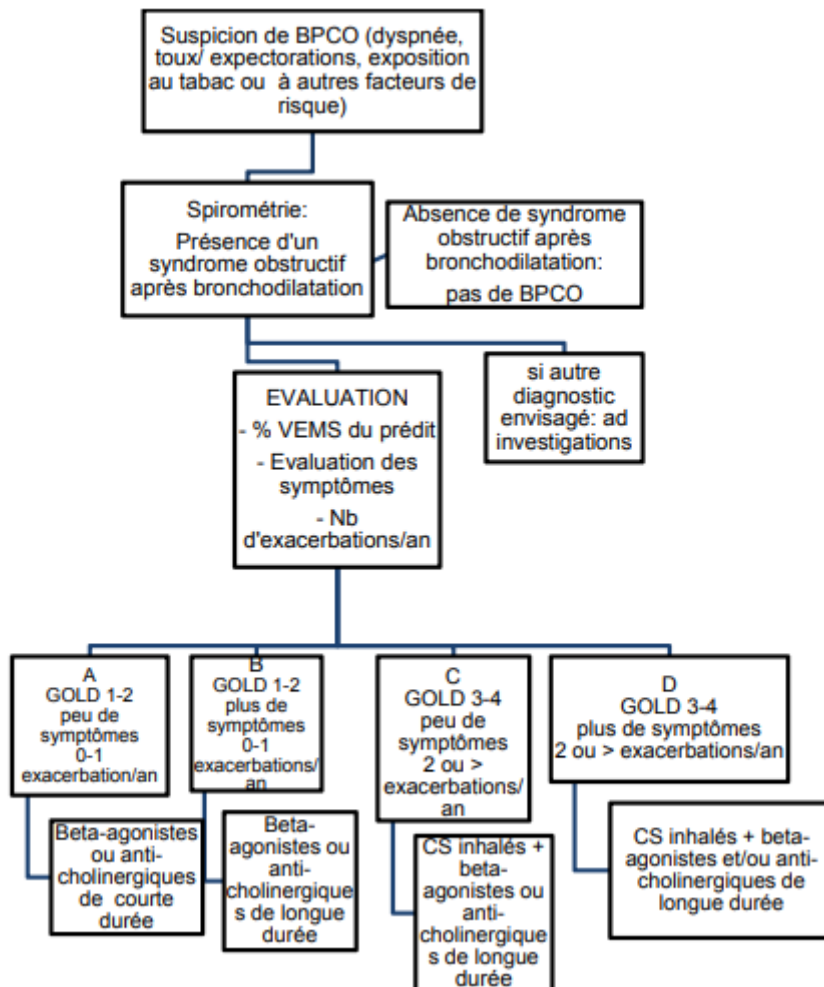 Suspicion de BPCO (dyspnée,
toux/ expectorations, exposition
au tabac ou à autres facteurs de
risque)
Spirométrie:
Présence d'un
syndrome obstructif
après bronchodilatation
Absence de syndrome
obstructif après
bronchodilatation:
pas de BPCO
si autre
diagnostic
envisagé: ad
investigations
EVALUATION
- % VEMS du prédit
- Evaluation des
symptômes
- Nb
d'exacerbations/an
A
GOLD 1-2
peu de
symptômes
0-1
exacerbation/an
B
GOLD 1-2
plus de
symptômes
0-1
exacerbations/
an
C
GOLD 3-4
peu de
symptômes
2 ou >
exacerbations/
an
D
GOLD 3-4
plus de symptômes
2 ou > exacerbations/an
Beta-agonistes
ou anti-
cholinergiques
de courte
durée
Beta-
agonistes ou
anti-
cholinergique
s de longue
durée
CS inhalés +
beta-
agonistes ou
anti-
cholinergique
s de longue
durée
CS inhalés + beta-
agonistes et/ou anti-
cholinergiques de
longue durée